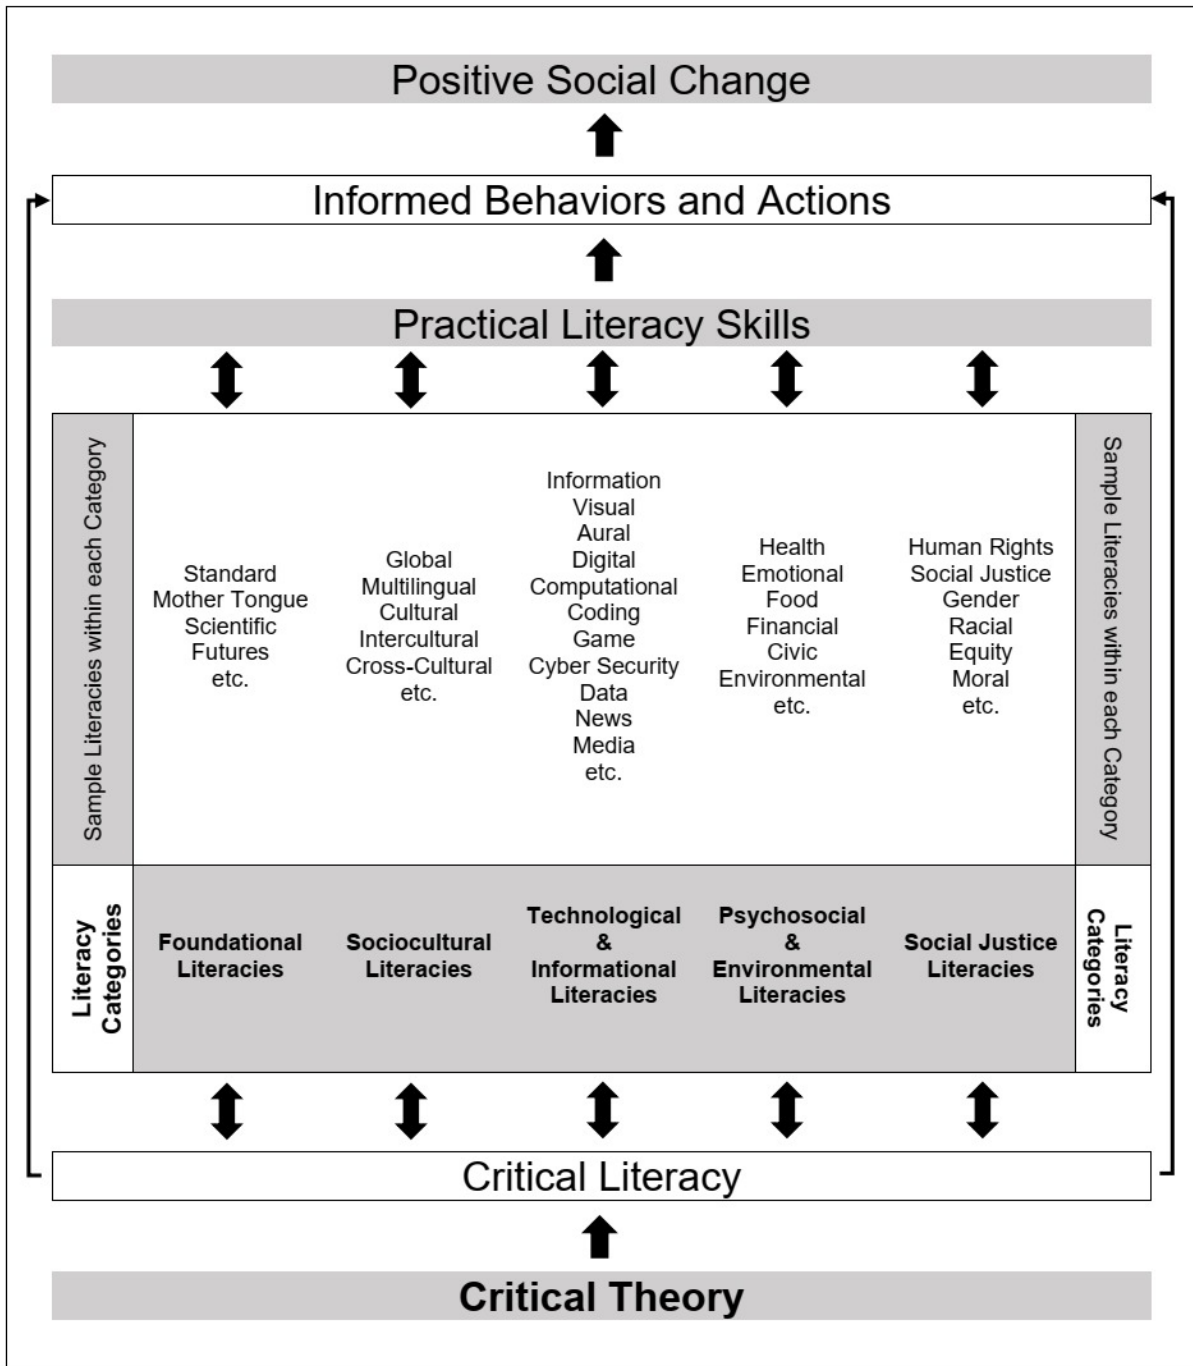 Positive Social Change
Informed Behaviors and Actions
Practical Literacy Skills
Sample Literacies within each Category
Standard
Mother Tongue
Scientific
Futures
etc.
Global
Multilingual
Cultural
Intercultural
Cross-Cultural
etc.
Information
Visual
Aural
Digital
Computational
Coding
Game
Cyber Security
Data
News
Media
etc.
Health
Emotional
Food
Financial
Civic
Environmental
etc.
Human Rights
Social Justice
Gender
Racial
Equity
Moral
etc.
Sample Literacies within each Category
Literacy
Categories
Foundational
Literacies
Sociocultural
Literacies
Technological
&
Informational
Literacies
Psychosocial
&
Environmental
Literacies
Social Justice
Literacies
Literacy
Categories
Critical Literacy
Critical Theory